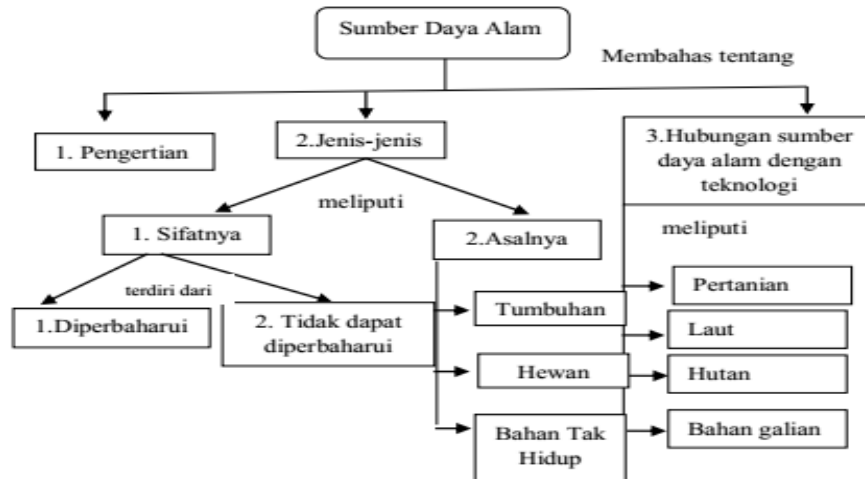 Sumber Daya Alam
Membahas tentang
1. Pengertian
2.Jenis-jenis
3.Hubungan sumber
daya alam dengan
teknologi
meliputi
1. Sifatnya
2.Asalnya
meliputi
terdiri dari
1.Diperbaharui
2. Tidak dapat
diperbaharui
Tumbuhan
Hewan
Bahan Tak
Hidup
Pertanian
Laut
Hutan
Bahan galian